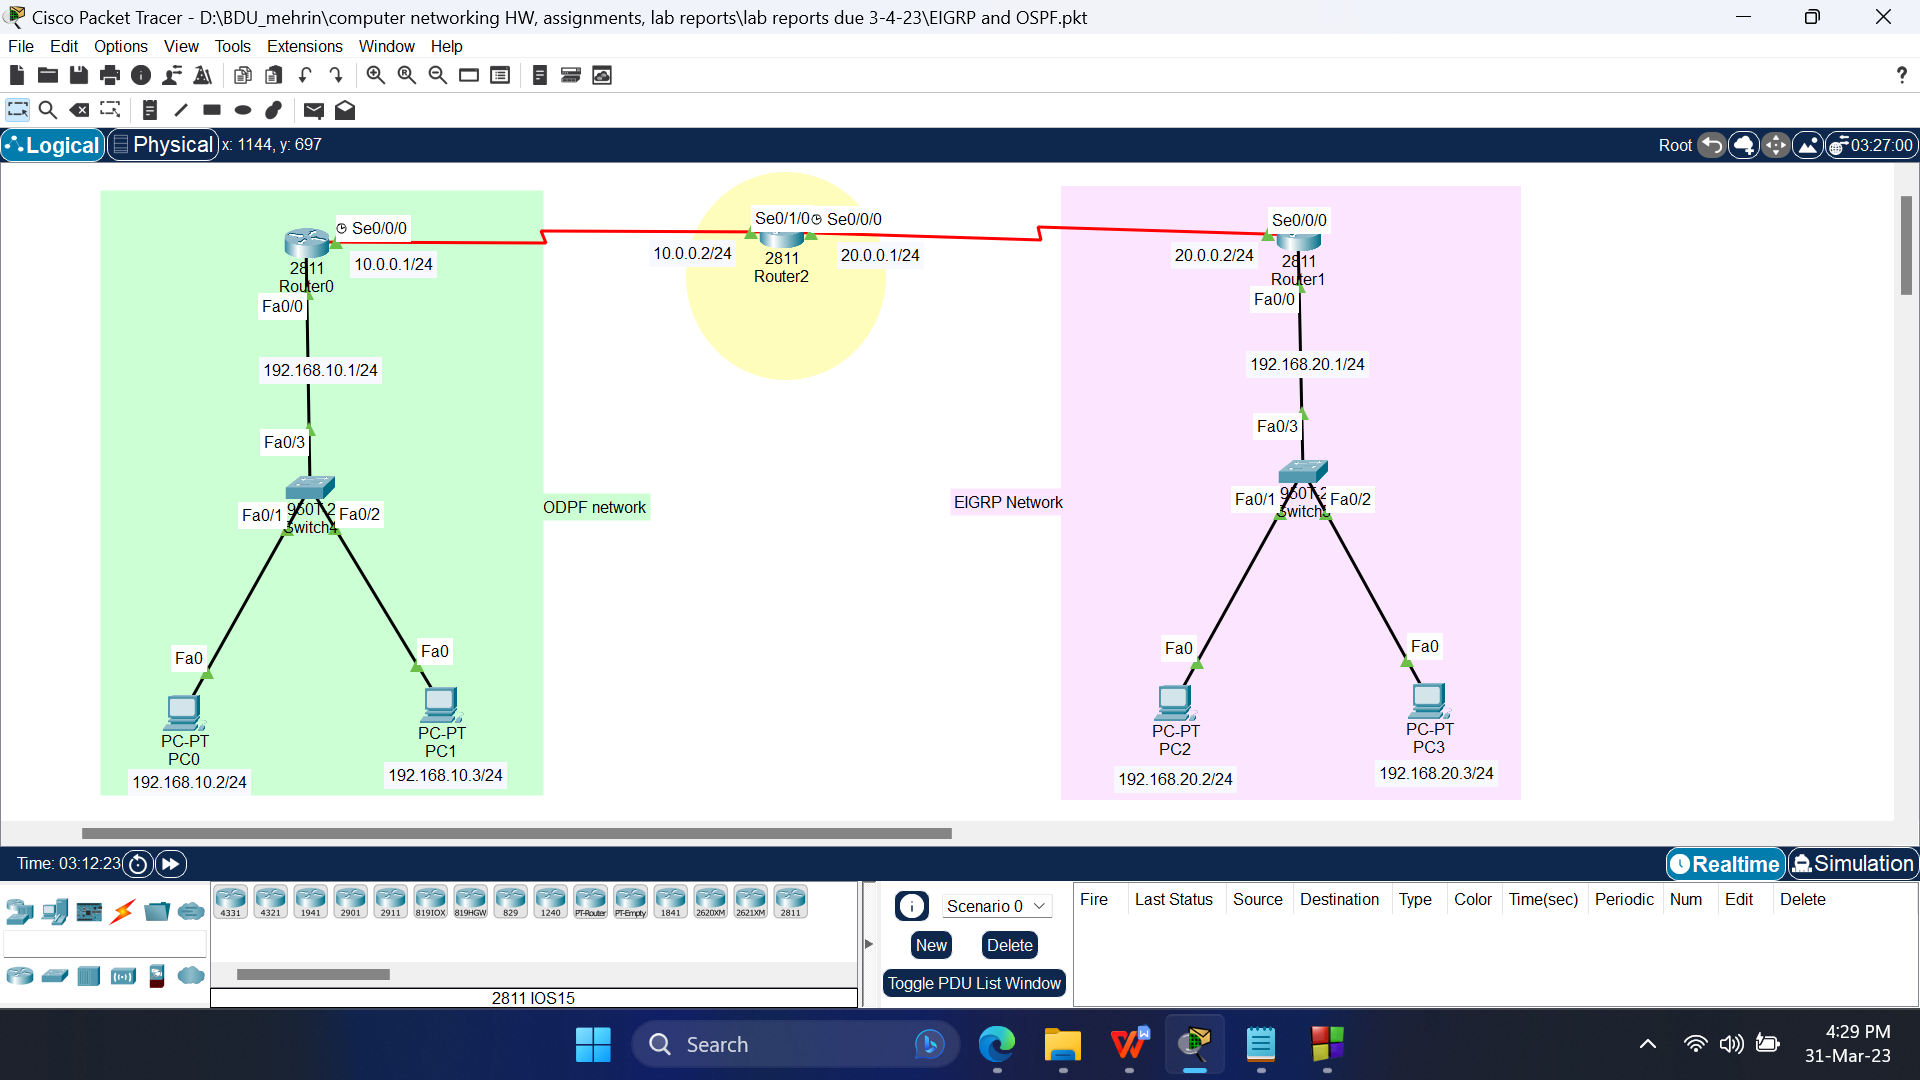 Cisco Packet Tracer - D:\BDU_mehrin\computer networking HW, assignments, lab reports\lab reports due 3-4-23\EIGRP and OSPF.pkt
File Edit Options View Tools Extensions Window Help
?
Logical Physical x: 1144, y: 697 Root 03:27:00
Se0/0/0
10.0.0.1/24
2811
Router0
Fa0/0
192.168.10.1/24
Fa0/3
Fa0/1 Fa0/2
950T-2
Switch4
ODPF network
Fa0
Fa0
PC-PT
PC0
192.168.10.2/24
PC-PT
PC1
192.168.10.3/24
Se0/1/0 Se0/0/0
10.0.0.2/24
20.0.0.1/24
2811
Router2
Se0/0/0
20.0.0.2/24
2811
Router1
Fa0/0
192.168.20.1/24
Fa0/3
Fa0/1 Fa0/2
950T-2
EIGRP Network
Fa0
Fa0
PC-PT
PC2
192.168.20.2/24
PC-PT
PC3
192.168.20.3/24
Time: 03:12:23 Realtime Simulation
4331 4321 1941 2901 2911 819IOX 819HGW 829 1240 PT-Router PT-Empty 1841 2620XM 2621XM 2811
2811 IOS15
Scenario 0
New Delete
Toggle PDU List Window
Fire Last Status Source Destination Type Color Time(sec) Periodic Num Edit Delete
Search
4:29 PM
31-Mar-23